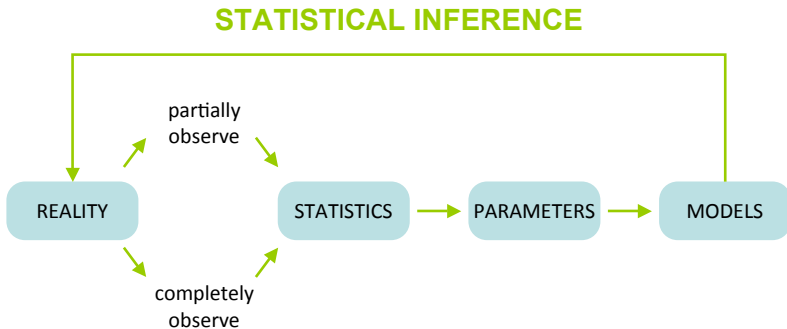 STATISTICAL INFERENCE
partially
observe
REALITY
STATISTICS
PARAMETERS
MODELS
completely
observe